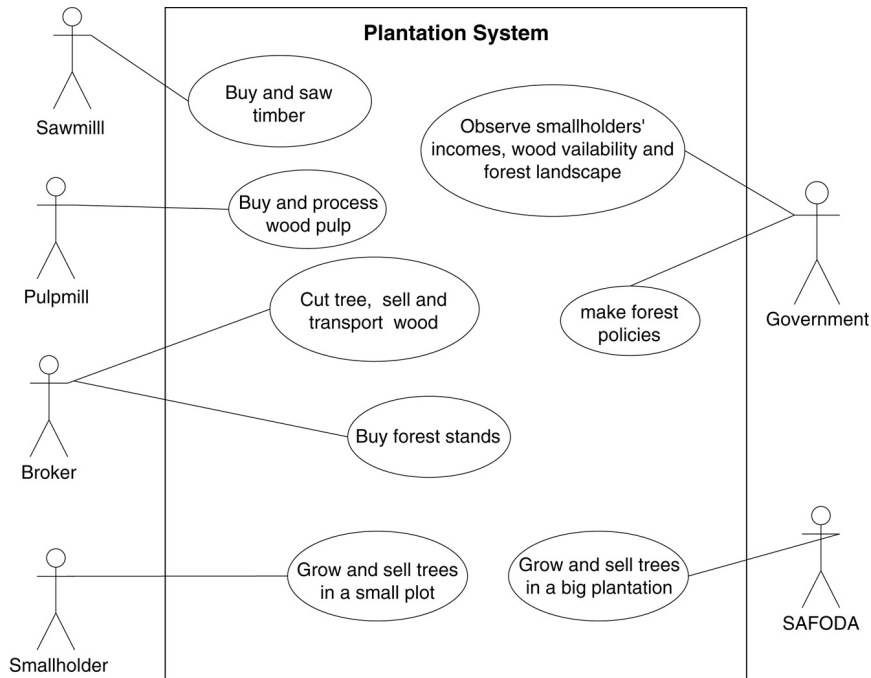 Plantation System
Sawmilll
Buy and saw
timber
Observe smallholders'
incomes, wood vailability and
forest landscape
Pulpmill
Buy and process
wood pulp
Government
Cut tree, sell and
transport wood
make forest
policies
Broker
Buy forest stands
Smallholder
Grow and sell trees
in a small plot
Grow and sell trees
in a big plantation
SAFODA